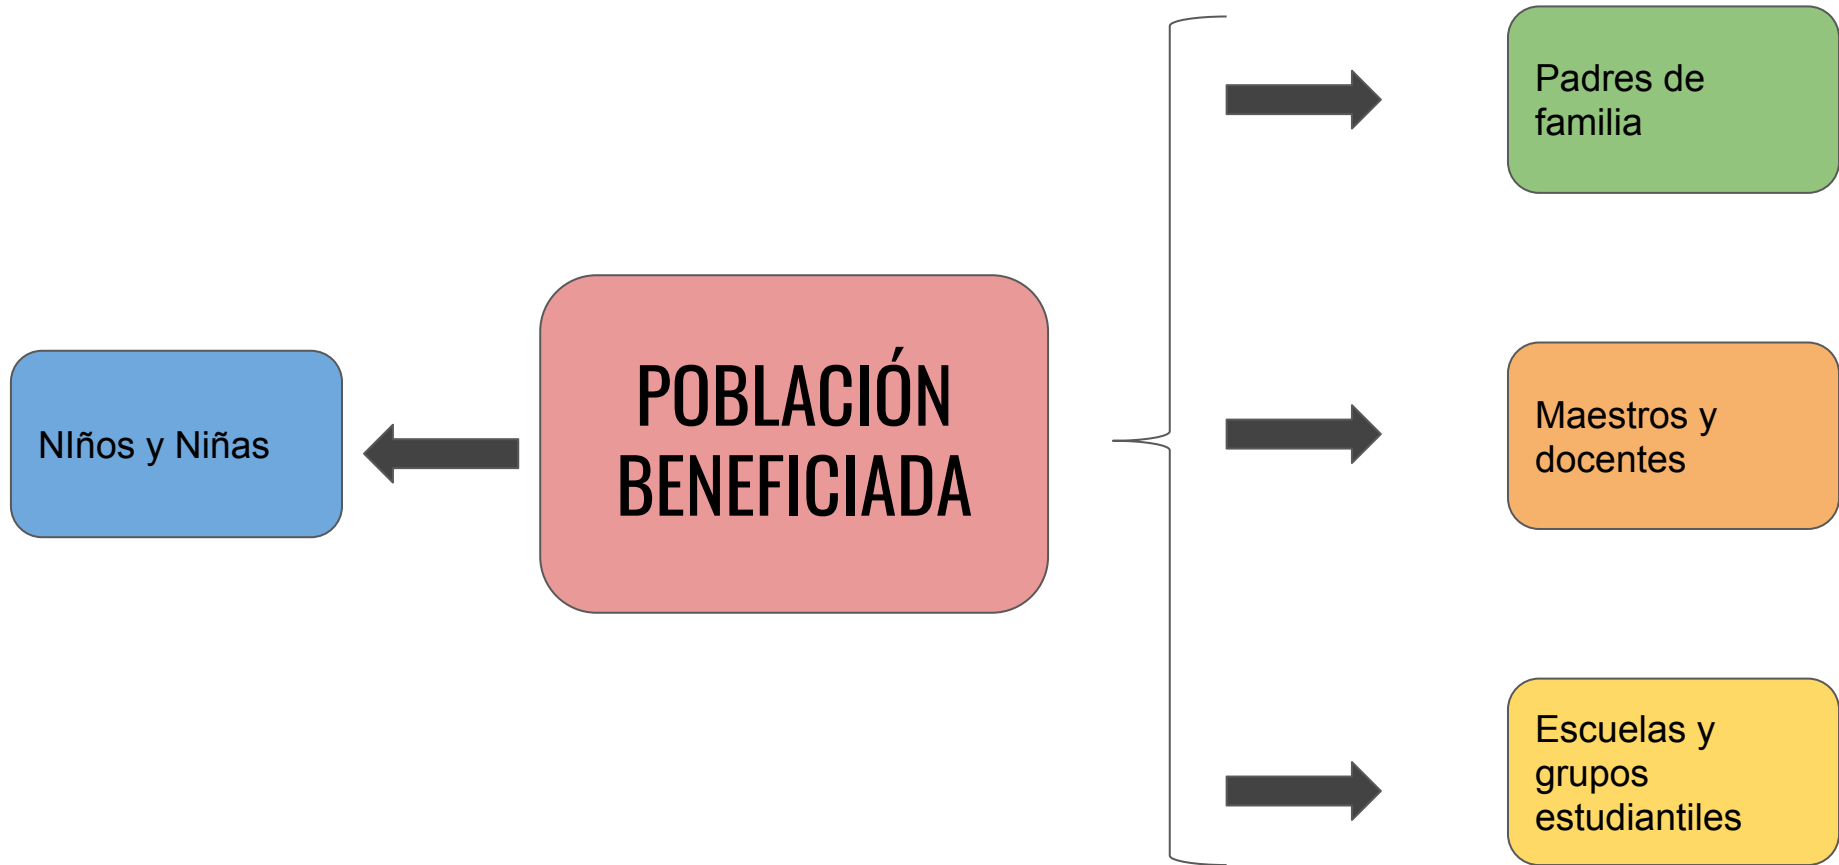 Padres de
familia
NIños y Niñas
POBLACIÓN
BENEFICIADA
Maestros y
docentes
Escuelas y
grupos
estudiantiles